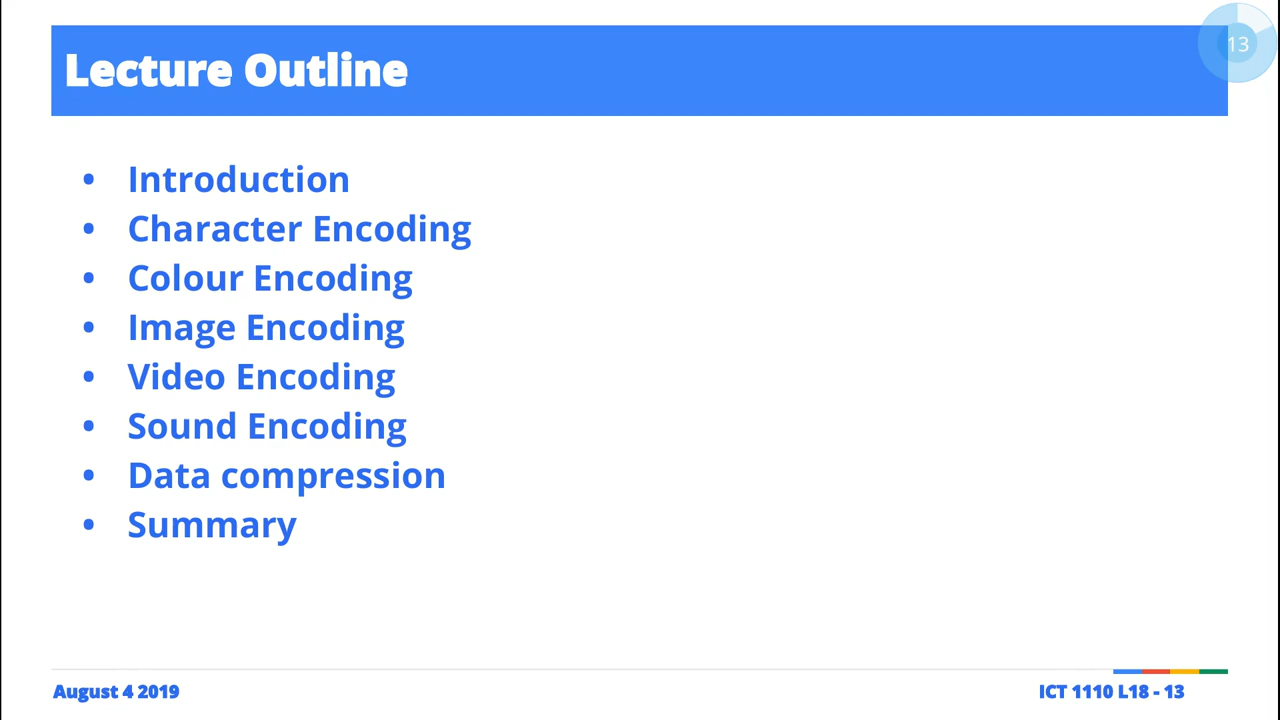 Lecture Outline
13
• Introduction
• Character Encoding
• Colour Encoding
• Image Encoding
• Video Encoding
• Sound Encoding
• Data compression
• Summary
August 4 2019
ICT 1110 L18 - 13